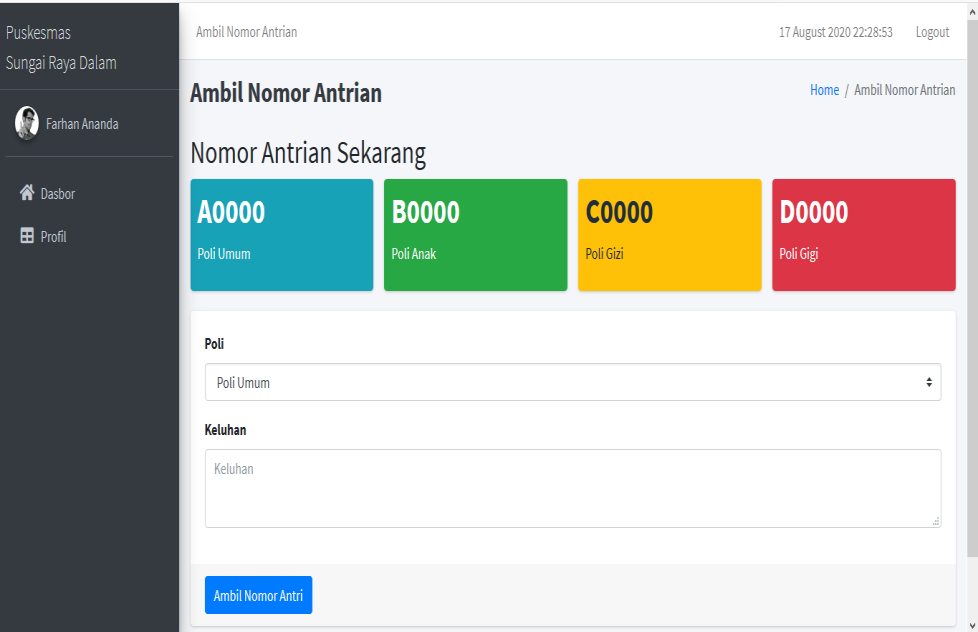 Puskesmas
Sungai Raya Dalam
Farhan Ananda
Dasbor
Profil
Ambil Nomor Antrian
17 August 2020 22:28:53
Logout
Ambil Nomor Antrian
Home / Ambil Nomor Antrian
Nomor Antrian Sekarang
A0000
Poli Umum
B0000
Poli Anak
C0000
Poli Gizi
D0000
Poli Gigi
Poli
Poli Umum
Keluhan
Keluhan
Ambil Nomor Antri